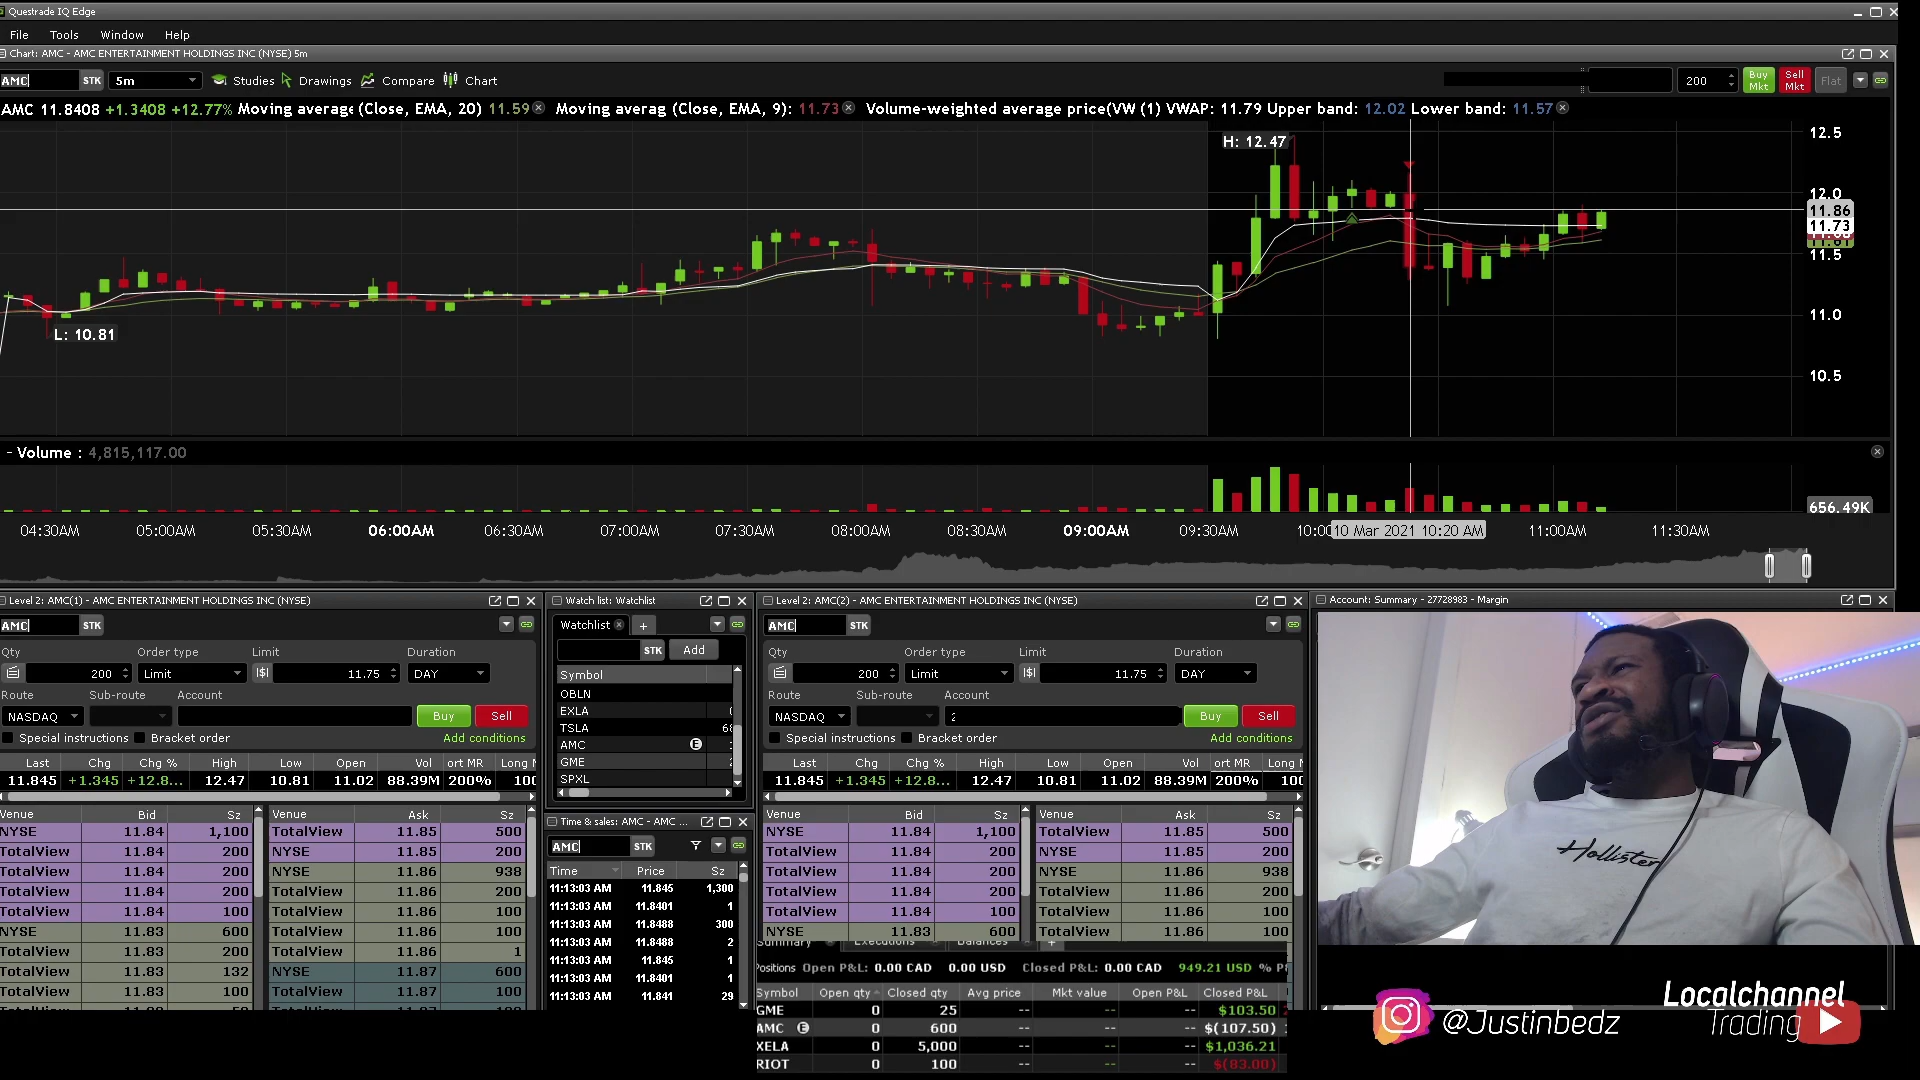 Questrade IQ Edge
File Tools Window Help
Chart: AMC - AMC ENTERTAINMENT HOLDINGS INC (NYSE) 5m
AMC STK 5m Studies Drawings Compare Chart 200 Buy Mkt Sell Mkt Flat
AMC 11.8408 +1.3408 +12.77% Moving average (Close, EMA, 20) 11.59 Moving averag (Close, EMA, 9): 11.73 Volume-weighted average price(VW (1) VWAP: 11.79 Upper band: 12.02 Lower band: 11.57
12.5
H: 12.47
12.0
11.86
11.73
11.5
11.0
L: 10.81
10.5
- Volume : 4,815,117.00
656.49K
04:30AM 05:00AM 05:30AM 06:00AM 06:30AM 07:00AM 07:30AM 08:00AM 08:30AM 09:00AM 09:30AM 10:00 10 Mar 2021 10:20 AM 11:00AM 11:30AM
Level 2: AMC(1) - AMC ENTERTAINMENT HOLDINGS INC (NYSE)
AMC STK
Qty Order type Limit Duration
200 Limit 11.75 DAY
Route Sub-route Account
NASDAQ Buy Sell
Special instructions Bracket order Add conditions
Last Chg Chg % High Low Open Vol ort MR Long
11.845 +1.345 +12.8... 12.47 10.81 11.02 88.39M 200% 10
Venue Bid Sz Venue Ask Sz
NYSE 11.84 1,100 TotalView 11.85 500
TotalView 11.84 200 NYSE 11.85 200
TotalView 11.84 200 NYSE 11.86 938
TotalView 11.84 200 TotalView 11.86 200
TotalView 11.84 100 TotalView 11.86 100
NYSE 11.83 600 TotalView 11.86 100
TotalView 11.83 200 TotalView 11.86 1
TotalView 11.83 132 NYSE 11.87 600
TotalView 11.83 100 TotalView 11.87 100
Watch list: Watchlist
Watchlist +
STK Add
Symbol
OBLN
EXLA
TSLA 68
AMC E
GME
SPXL
Time & sales: AMC - AMC ...
AMC STK
Time Price Sz
11:13:03 AM 11.845 1,300
11:13:03 AM 11.8401 1
11:13:03 AM 11.8488 300
11:13:03 AM 11.8488 2
11:13:03 AM 11.845 1
11:13:03 AM 11.8401 1
11:13:03 AM 11.841 29
Level 2: AMC(2) - AMC ENTERTAINMENT HOLDINGS INC (NYSE)
AMC STK
Qty Order type Limit Duration
200 Limit 11.75 DAY
Route Sub-route Account
NASDAQ 2 Buy Sell
Special instructions Bracket order Add conditions
Last Chg Chg % High Low Open Vol ort MR Long M
11.845 +1.345 +12.8... 12.47 10.81 11.02 88.39M 200% 10
Venue Bid Sz Venue Ask Sz
NYSE 11.84 1,100 TotalView 11.85 500
TotalView 11.84 200 NYSE 11.85 200
TotalView 11.84 200 NYSE 11.86 938
TotalView 11.84 200 TotalView 11.86 200
TotalView 11.84 100 TotalView 11.86 100
NYSE 11.83 600 TotalView 11.86 100
Summary Executions Balances +
Positions Open P&L: 0.00 CAD 0.00 USD Closed P&L: 0.00 CAD 949.21 USD % P
Symbol Open qty Closed qty Avg price Mkt value Open P&L Closed P&L
GME 0 25 -- -- -- $103.50
AMC E 0 600 -- -- -- $(107.50)
XELA 0 5,000 -- -- -- $1,036.21
RIOT 0 100 -- -- -- $(83.00)
Account: Summary - 27728983 - Margin
Hollister
@Justinbedz
Localchannel
Trading